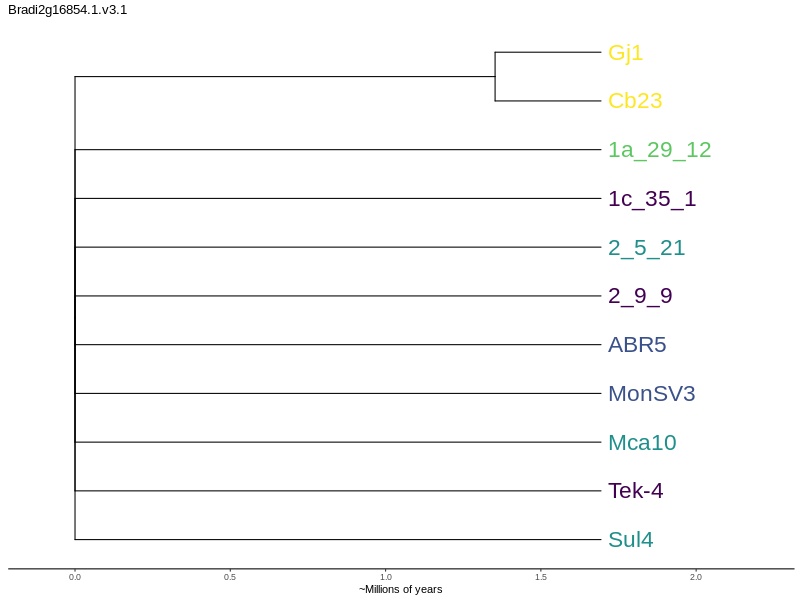 Bradi2g16854.1.v3.1
Gj1
Cb23
1a_29_12
1c_35_1
2_5_21
2_9_9
ABR5
MonSV3
Mca10
Tek-4
Sul4
0.0 0.5 1.0 1.5 2.0
~Millions of years